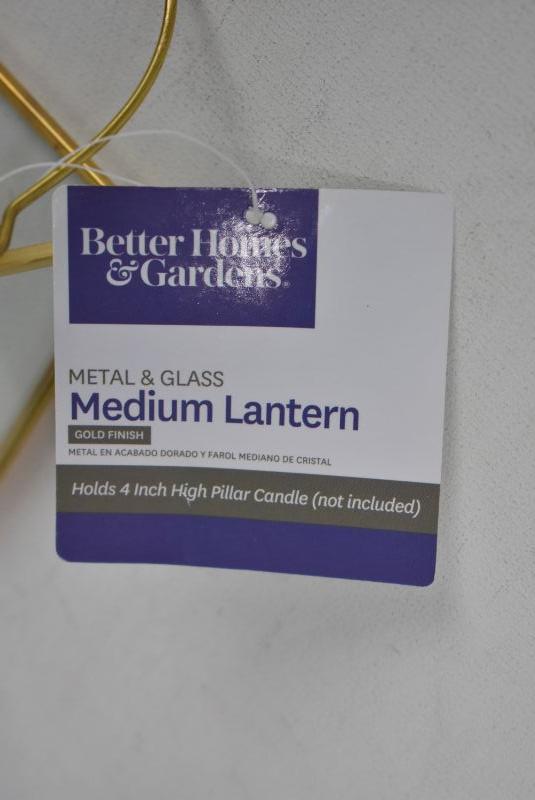 Better Homes
& Gardens®
METAL & GLASS
Medium Lantern
GOLD FINISH
METAL EN ACABADO DORADO Y FAROL MEDIANO DE CRISTAL
Holds 4 Inch High Pillar Candle (not included)